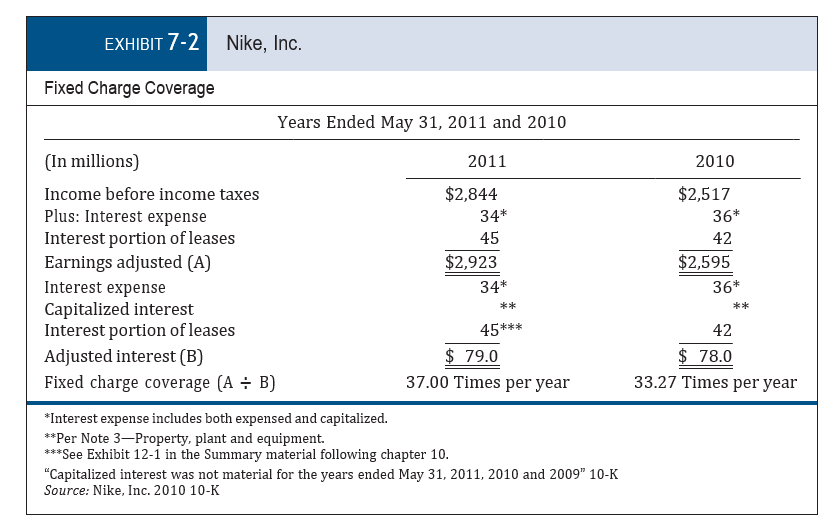 EXHIBIT 7-2 Nike, Inc.
Fixed Charge Coverage
Years Ended May 31, 2011 and 2010
(In millions) 2011 2010
Income before income taxes $2,844 $2,517
Plus: Interest expense 34* 36*
Interest portion of leases 45 42
Earnings adjusted (A) $2,923 $2,595
Interest expense 34* 36*
Capitalized interest ** **
Interest portion of leases 45*** 42
Adjusted interest (B) $ 79.0 $ 78.0
Fixed charge coverage (A ÷ B) 37.00 Times per year 33.27 Times per year
*Interest expense includes both expensed and capitalized.
**Per Note 3—Property, plant and equipment.
***See Exhibit 12-1 in the Summary material following chapter 10.
“Capitalized interest was not material for the years ended May 31, 2011, 2010 and 2009” 10-K
Source: Nike, Inc. 2010 10-K